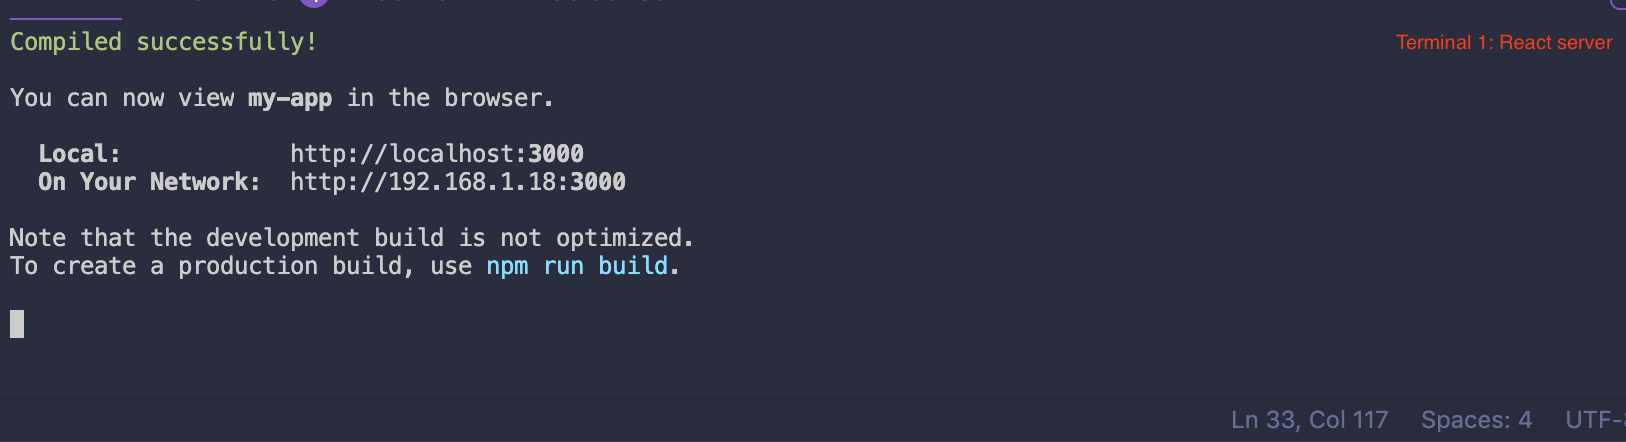 Compiled successfully!
Terminal 1: React server
You can now view my-app in the browser.
Local: http://localhost:3000
On Your Network: http://192.168.1.18:3000
Note that the development build is not optimized.
To create a production build, use npm run build.
Ln 33, Col 117 Spaces: 4 UTF-8